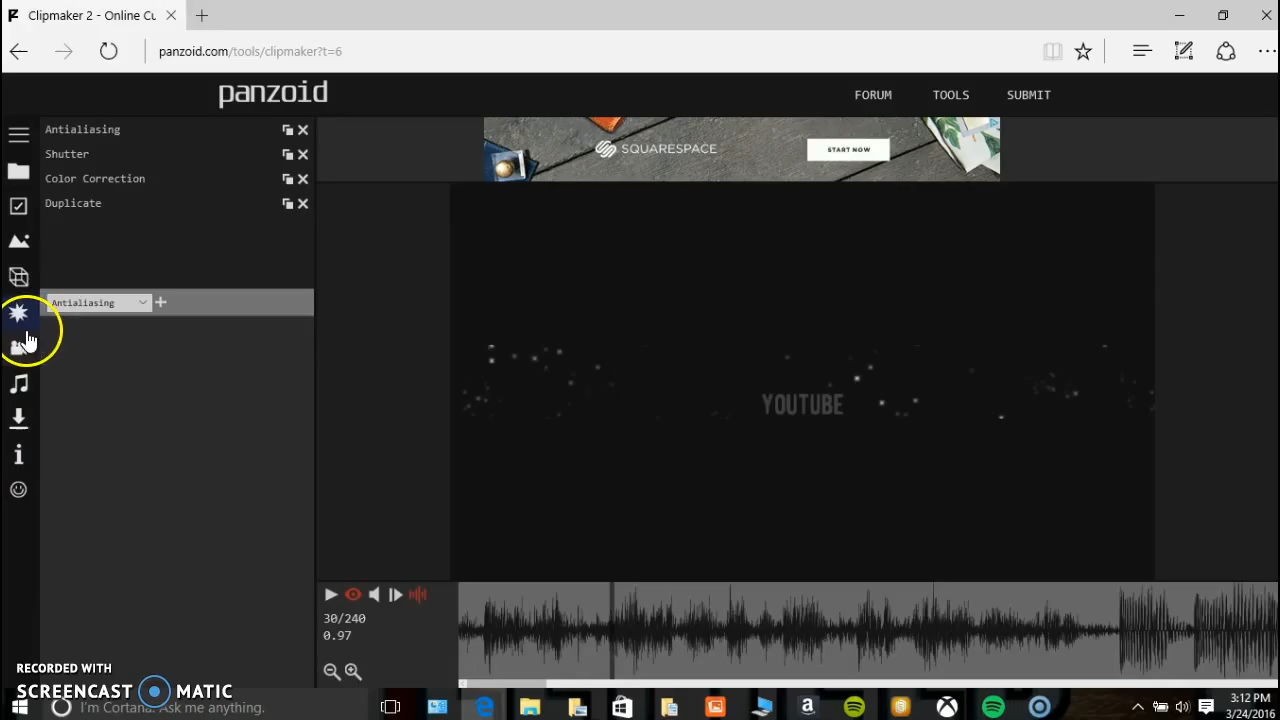 Clipmaker 2 - Online Cu
panzoid.com/tools/clipmaker?t=6
panzoid
FORUM
TOOLS
SUBMIT
Antialiasing
Shutter
Color Correction
Duplicate
SQUARESPACE
START NOW
Antialiasing
YOUTUBE
30/240
0.97
RECORDED WITH
SCREENCAST MATIC
I'm Cortana. Ask me anything.
3:12 PM
3/24/2016